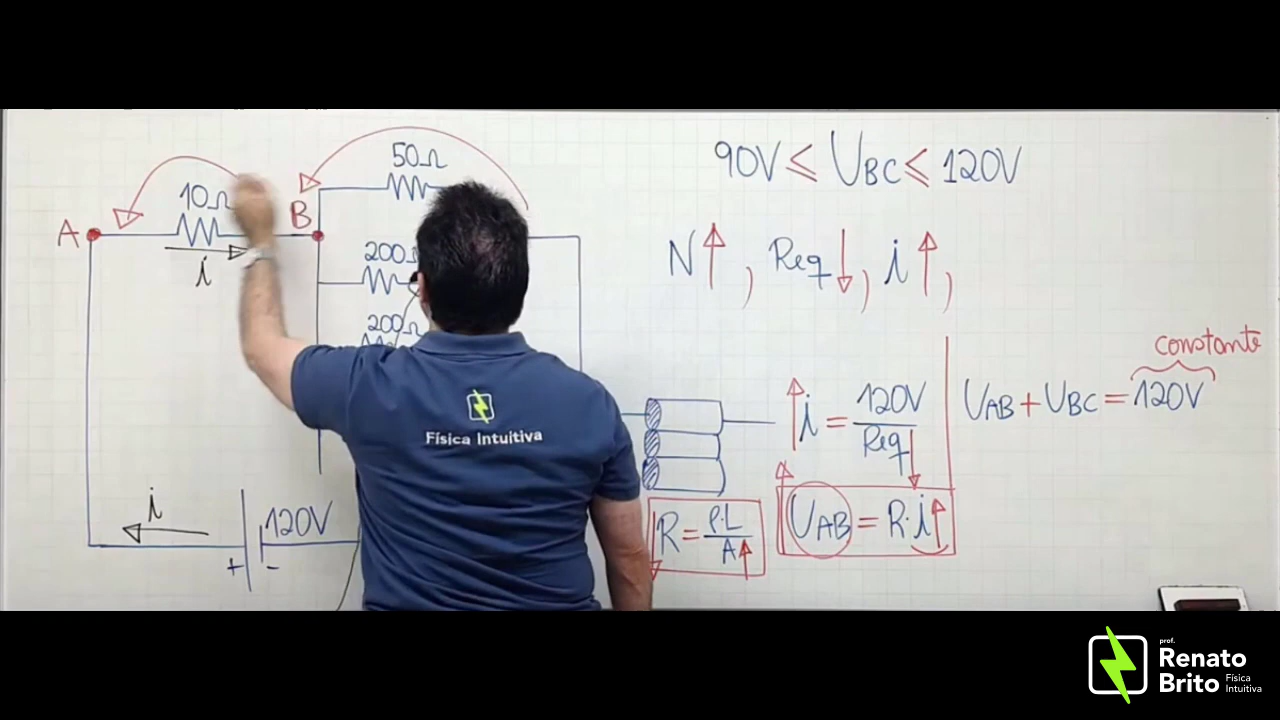 90V ≤ UBC ≤ 120V
50Ω
10Ω
A
B
i
200Ω
200Ω
N↑, Req↓, i↑,
constante
UAB + UBC = 120V
↑i = 120V / Req↓
↑UAB = R·i↑
↓R = ρ·L / A↑
i
120V
+ -
Física Intuitiva
prof.
Renato
Brito
Física
Intuitiva